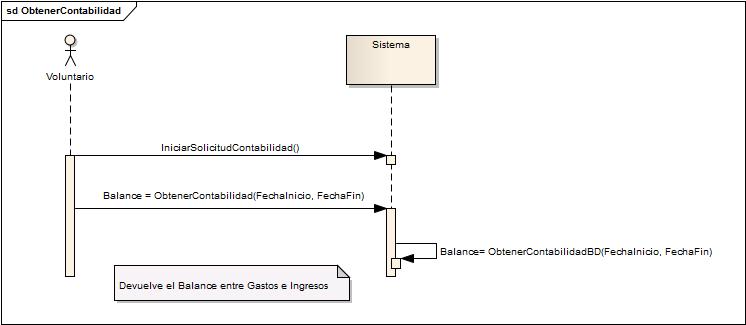 sd ObtenerContabilidad
Voluntario
Sistema
IniciarSolicitudContabilidad()
Balance = ObtenerContabilidad(FechaInicio, FechaFin)
Balance= ObtenerContabilidadBD(FechaInicio, FechaFin)
Devuelve el Balance entre Gastos e Ingresos